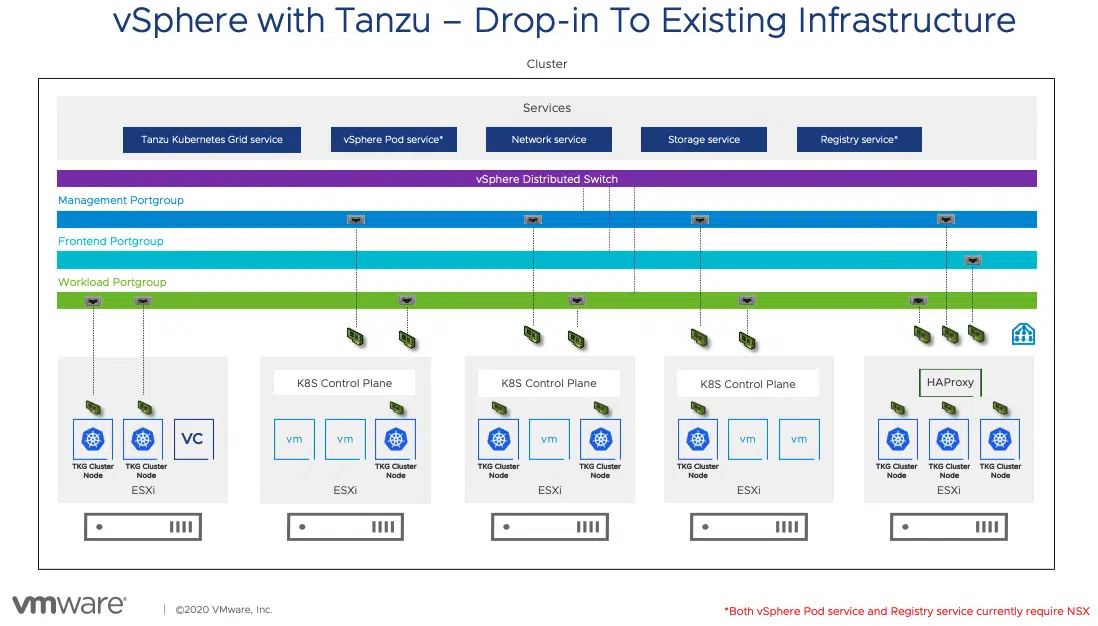 vSphere with Tanzu – Drop-in To Existing Infrastructure
Cluster
Services
Tanzu Kubernetes Grid service
vSphere Pod service*
Network service
Storage service
Registry service*
vSphere Distributed Switch
Management Portgroup
Frontend Portgroup
Workload Portgroup
K8S Control Plane
K8S Control Plane
K8S Control Plane
HAProxy
VC
vm
vm
vm
vm
vm
TKG Cluster
Node
TKG Cluster
Node
TKG Cluster
Node
TKG Cluster
Node
TKG Cluster
Node
TKG Cluster
Node
TKG Cluster
Node
TKG Cluster
Node
TKG Cluster
Node
ESXi
ESXi
ESXi
ESXi
ESXi
vmware®
©2020 VMware, Inc.
*Both vSphere Pod service and Registry service currently require NSX